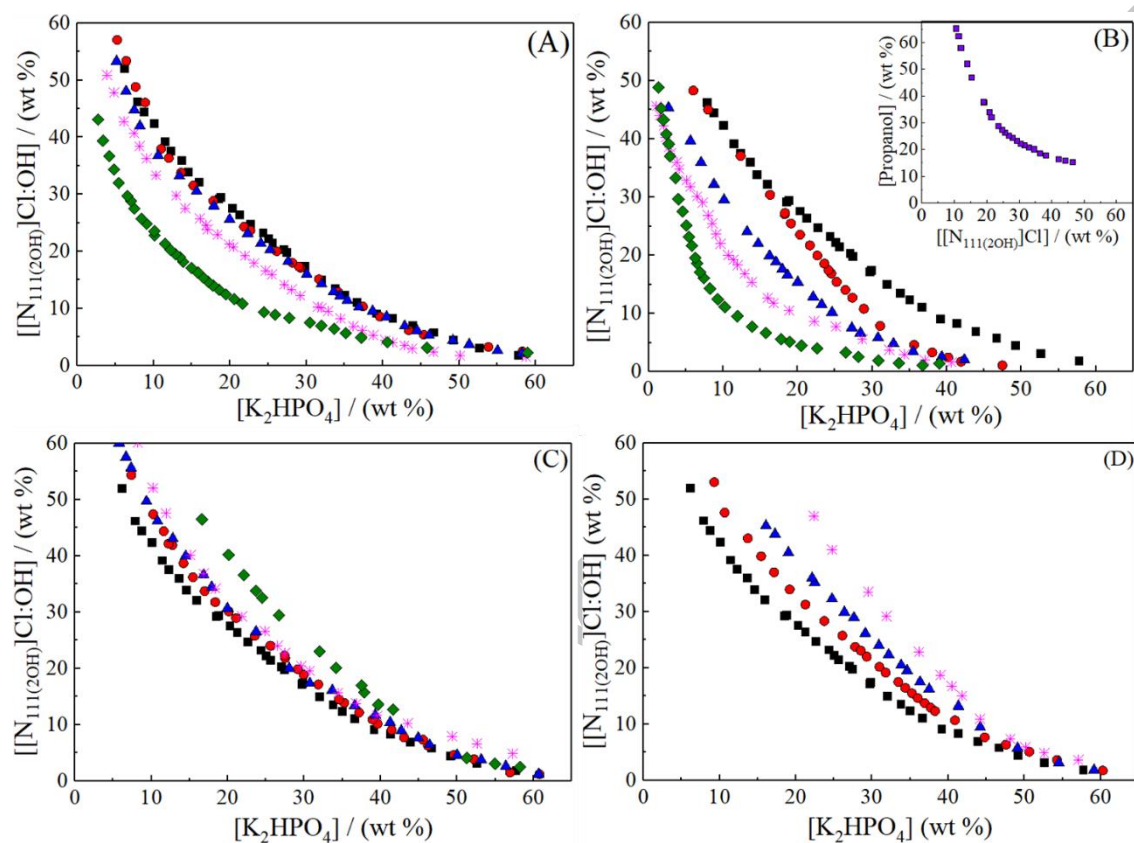 (A)
[[N111(2OH)]Cl:OH] / (wt %)
60
50
40
30
20
10
0
0 10 20 30 40 50 60
[K2HPO4] / (wt %)
(B)
[[N111(2OH)]Cl:OH] / (wt %)
60
50
40
30
20
10
0
0 10 20 30 40 50 60
[K2HPO4] / (wt %)
[Propanol] / (wt %)
60
50
40
30
20
10
0
0 10 20 30 40 50 60
[[N111(2OH)]Cl] / (wt %)
(C)
[[N111(2OH)]Cl:OH] / (wt %)
60
50
40
30
20
10
0
0 10 20 30 40 50 60
[K2HPO4] / (wt %)
(D)
[[N111(2OH)]Cl:OH] (wt %)
60
50
40
30
20
10
0
0 10 20 30 40 50 60
[K2HPO4] (wt %)